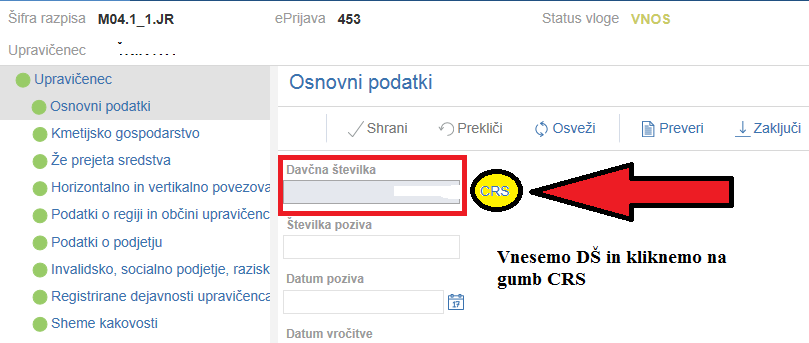 Šifra razpisa M04.1_1.JR ePrijava 453 Status vloge VNOS
Upravičenec
Upravičenec
Osnovni podatki
Kmetijsko gospodarstvo
Že prejeta sredstva
Horizontalno in vertikalno povezova
Podatki o regiji in občini upravičenc
Podatki o podjetju
Invalidsko, socialno podjetje, razisk
Registrirane dejavnosti upravičenca
Sheme kakovosti
Osnovni podatki
Shrani Prekliči Osveži Preveri Zaključi
Davčna številka
CRS
Številka poziva
Datum poziva
17
Datum vročitve
Vnesemo DŠ in kliknemo na
gumb CRS